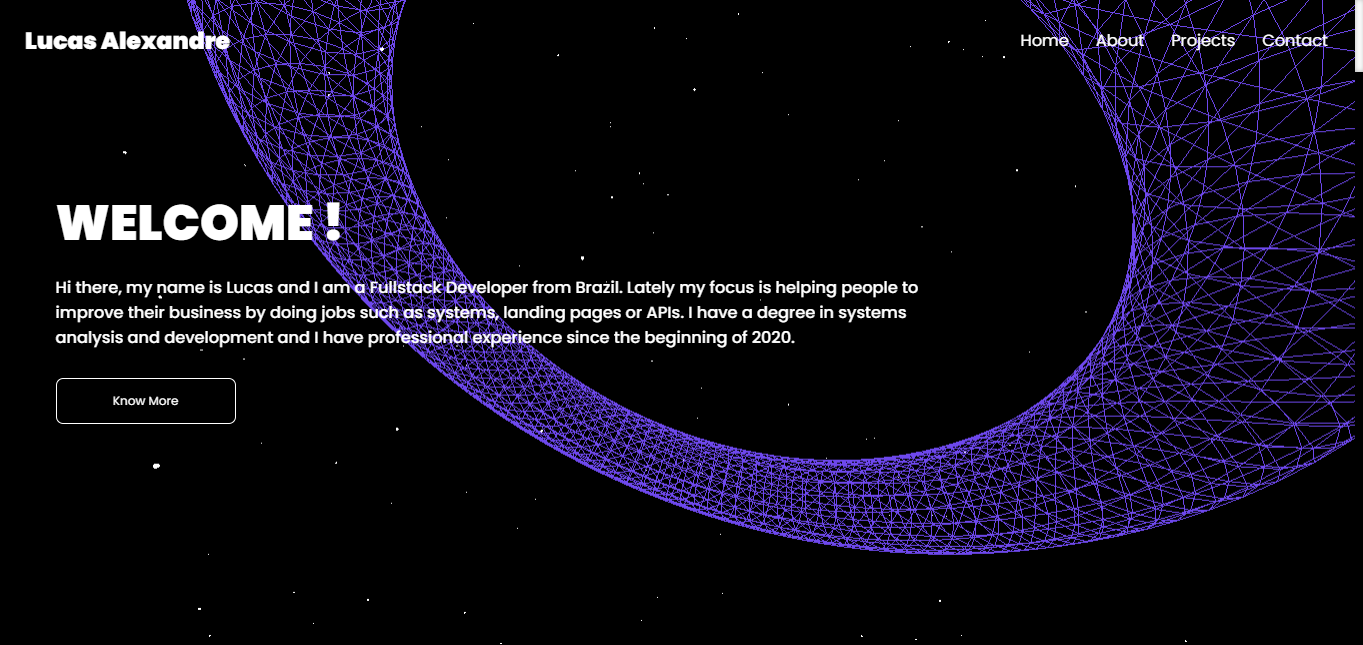 Lucas Alexandre
Home About Projects Contact
WELCOME !
Hi there, my name is Lucas and I am a Fullstack Developer from Brazil. Lately my focus is helping people to
improve their business by doing jobs such as systems, landing pages or APIs. I have a degree in systems
analysis and development and I have professional experience since the beginning of 2020.
Know More